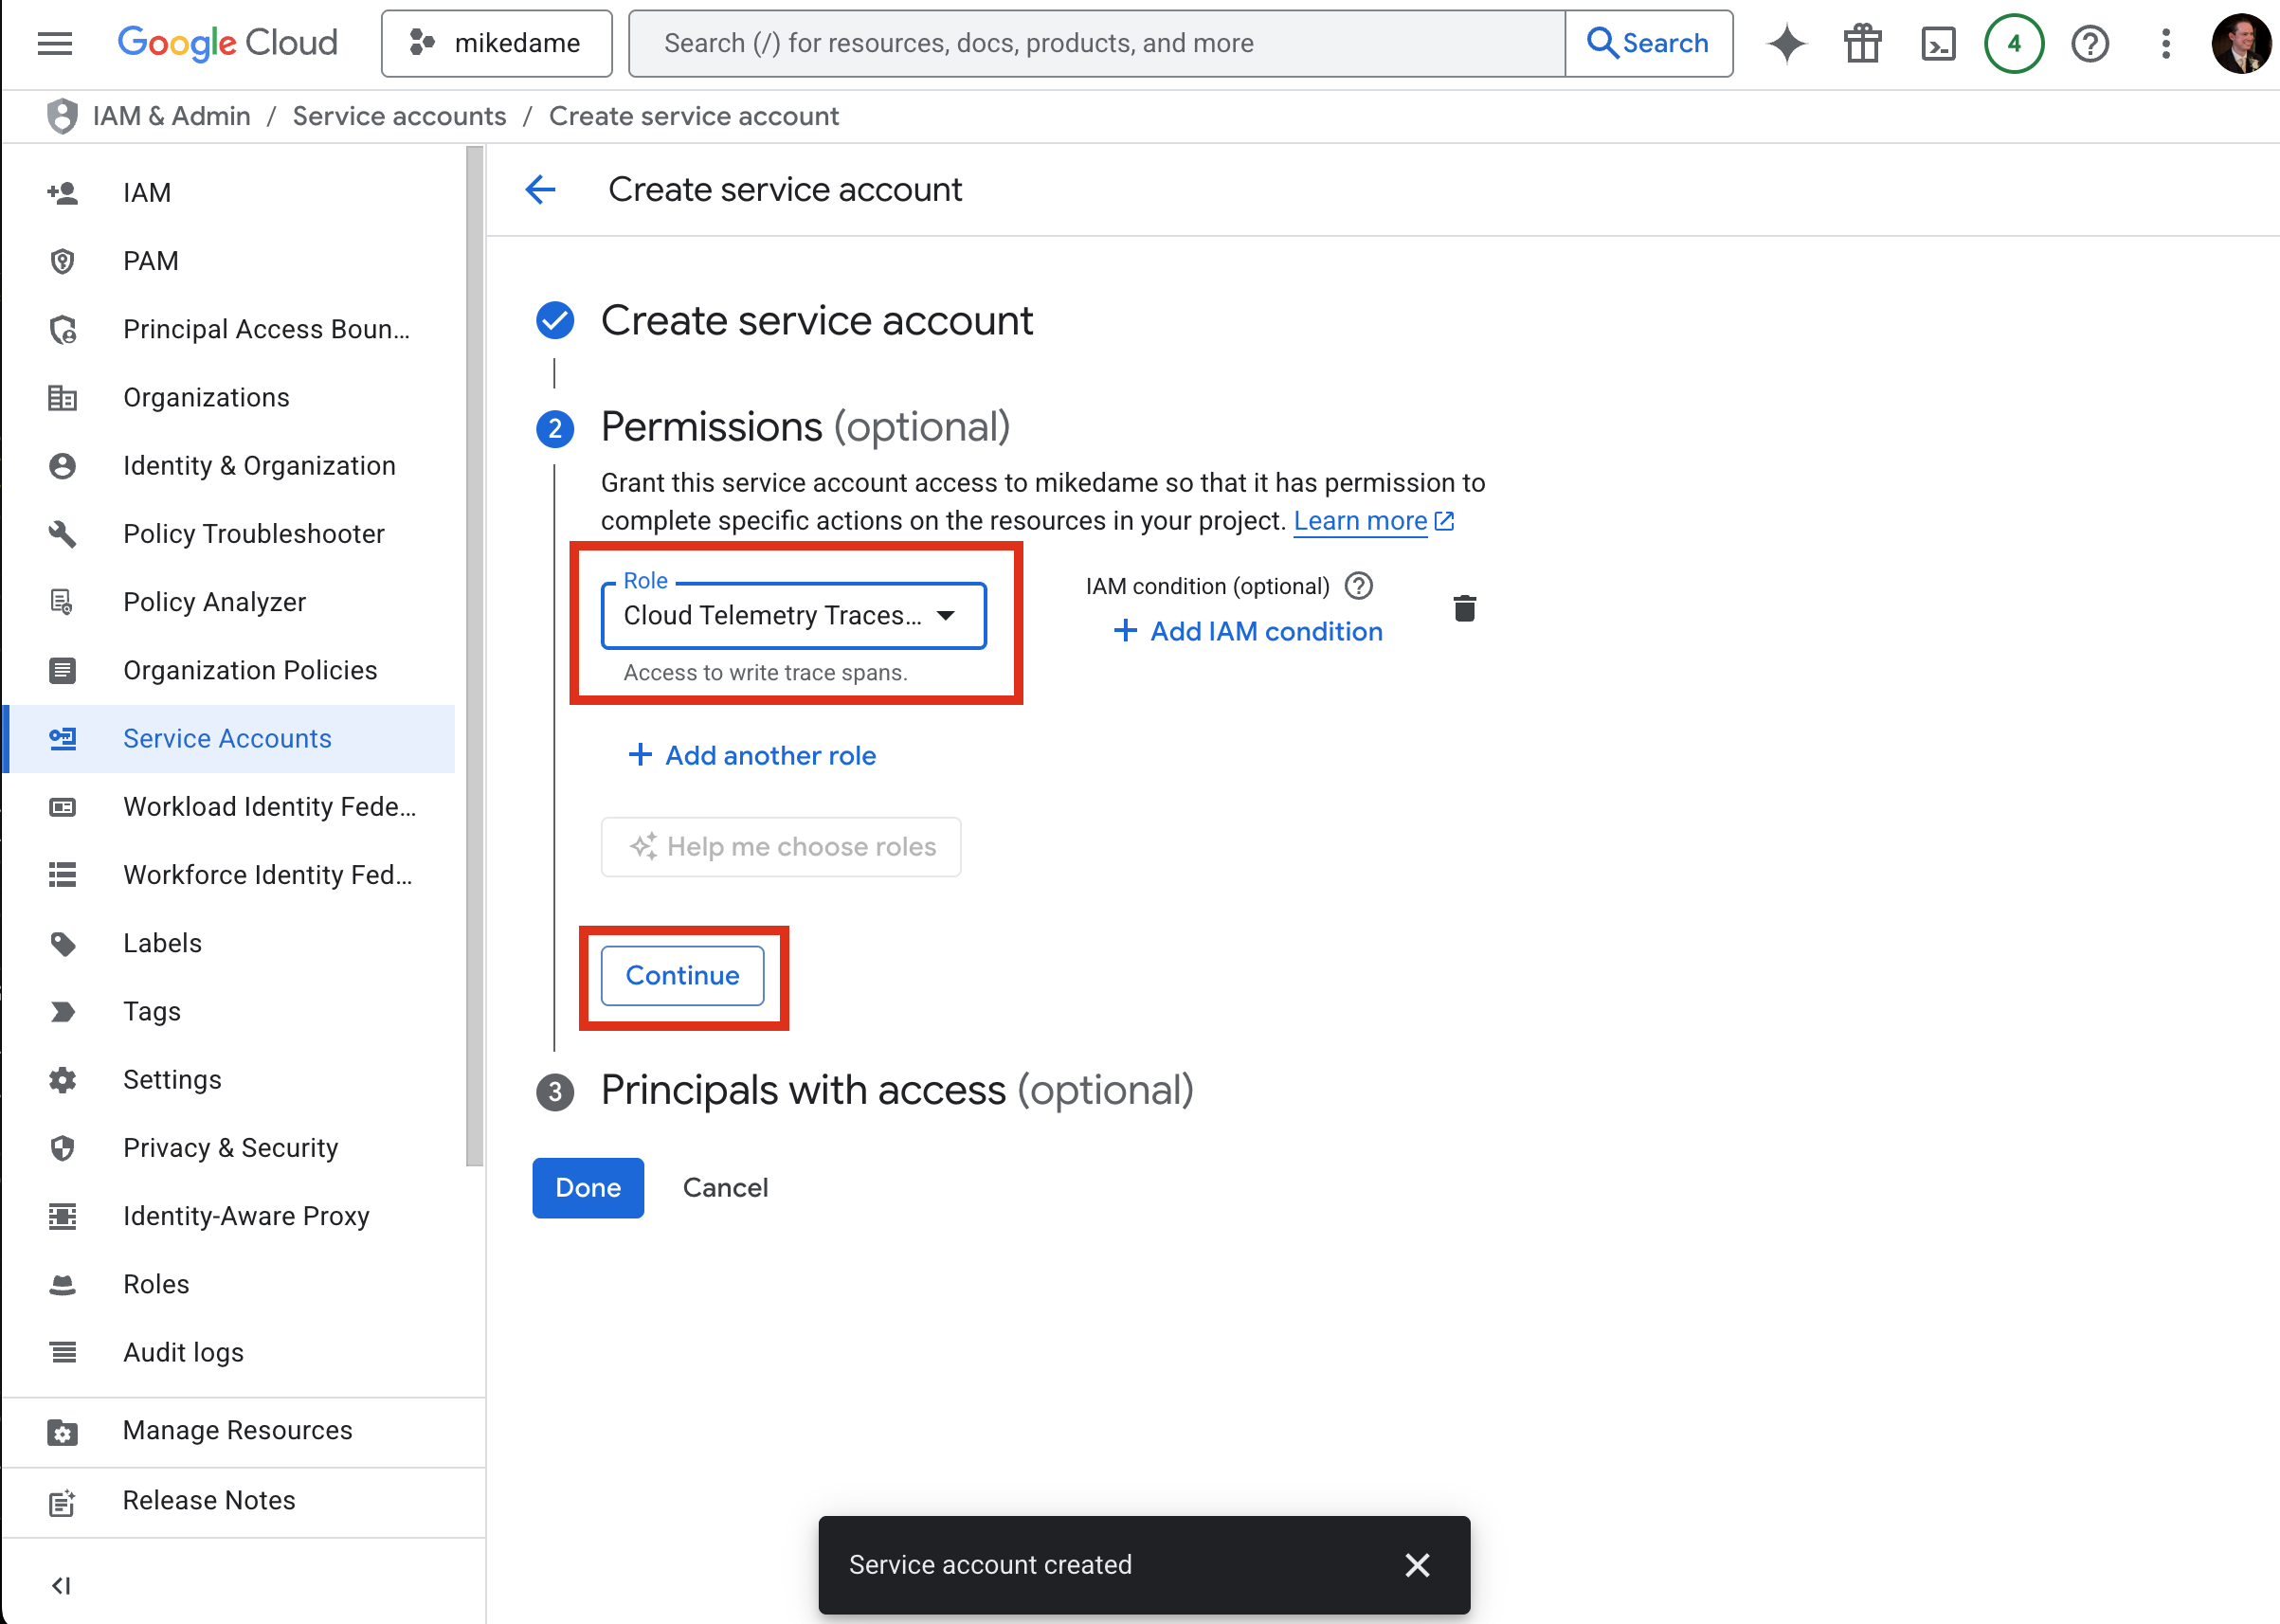 Google Cloud
mikedame
Search (/) for resources, docs, products, and more
Search
4
IAM & Admin / Service accounts / Create service account
IAM
PAM
Principal Access Boun...
Organizations
Identity & Organization
Policy Troubleshooter
Policy Analyzer
Organization Policies
Service Accounts
Workload Identity Fede...
Workforce Identity Fed...
Labels
Tags
Settings
Privacy & Security
Identity-Aware Proxy
Roles
Audit logs
Manage Resources
Release Notes
Create service account
Create service account
2 Permissions (optional)
Grant this service account access to mikedame so that it has permission to
complete specific actions on the resources in your project. Learn more
Role
Cloud Telemetry Traces...
Access to write trace spans.
IAM condition (optional)
+ Add IAM condition
+ Add another role
Help me choose roles
Continue
3 Principals with access (optional)
Done
Cancel
Service account created